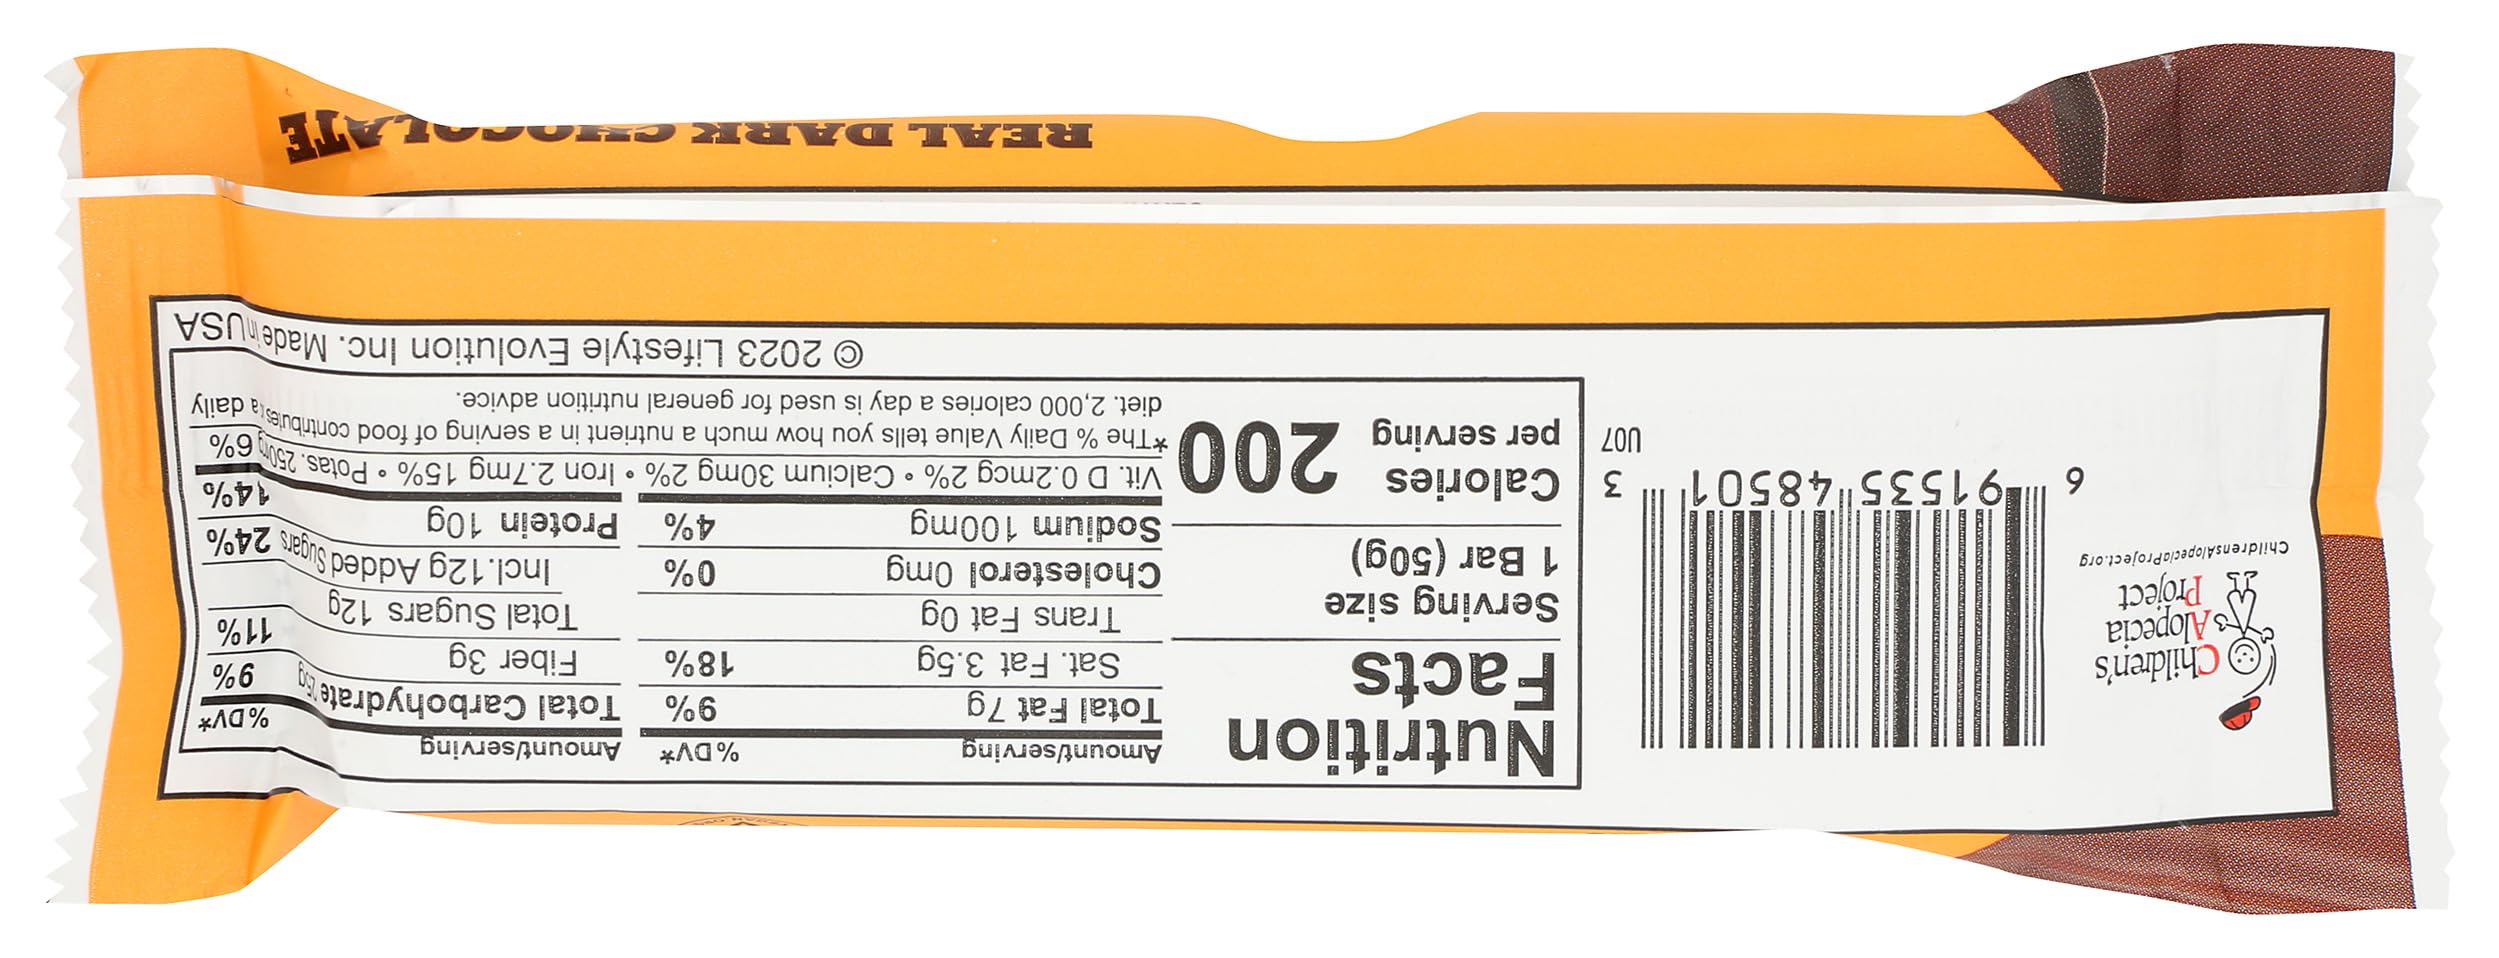 Children's
Alopecia
Project
ChildrensAlopeciaProject.org
6 91535 48501 3
U07
Nutrition
Facts
Serving size
1 Bar (50g)
Calories
per serving
200
Amount/serving % DV*
Total Fat 7g 9%
Sat. Fat 3.5g 18%
Trans Fat 0g
Cholesterol 0mg 0%
Sodium 100mg 4%
Amount/serving % DV*
Total Carbohydrate 25g 9%
Fiber 3g 11%
Total Sugars 12g
Incl. 12g Added Sugars 24%
Protein 10g 14%
Vit. D 0.2mcg 2% • Calcium 30mg 2% • Iron 2.7mg 15% • Potas. 250mg 6%
*The % Daily Value tells you how much a nutrient in a serving of food contributes a daily
diet. 2,000 calories a day is used for general nutrition advice.
© 2023 Lifestyle Evolution Inc. Made in USA
REAL DARK CHOCOLATE